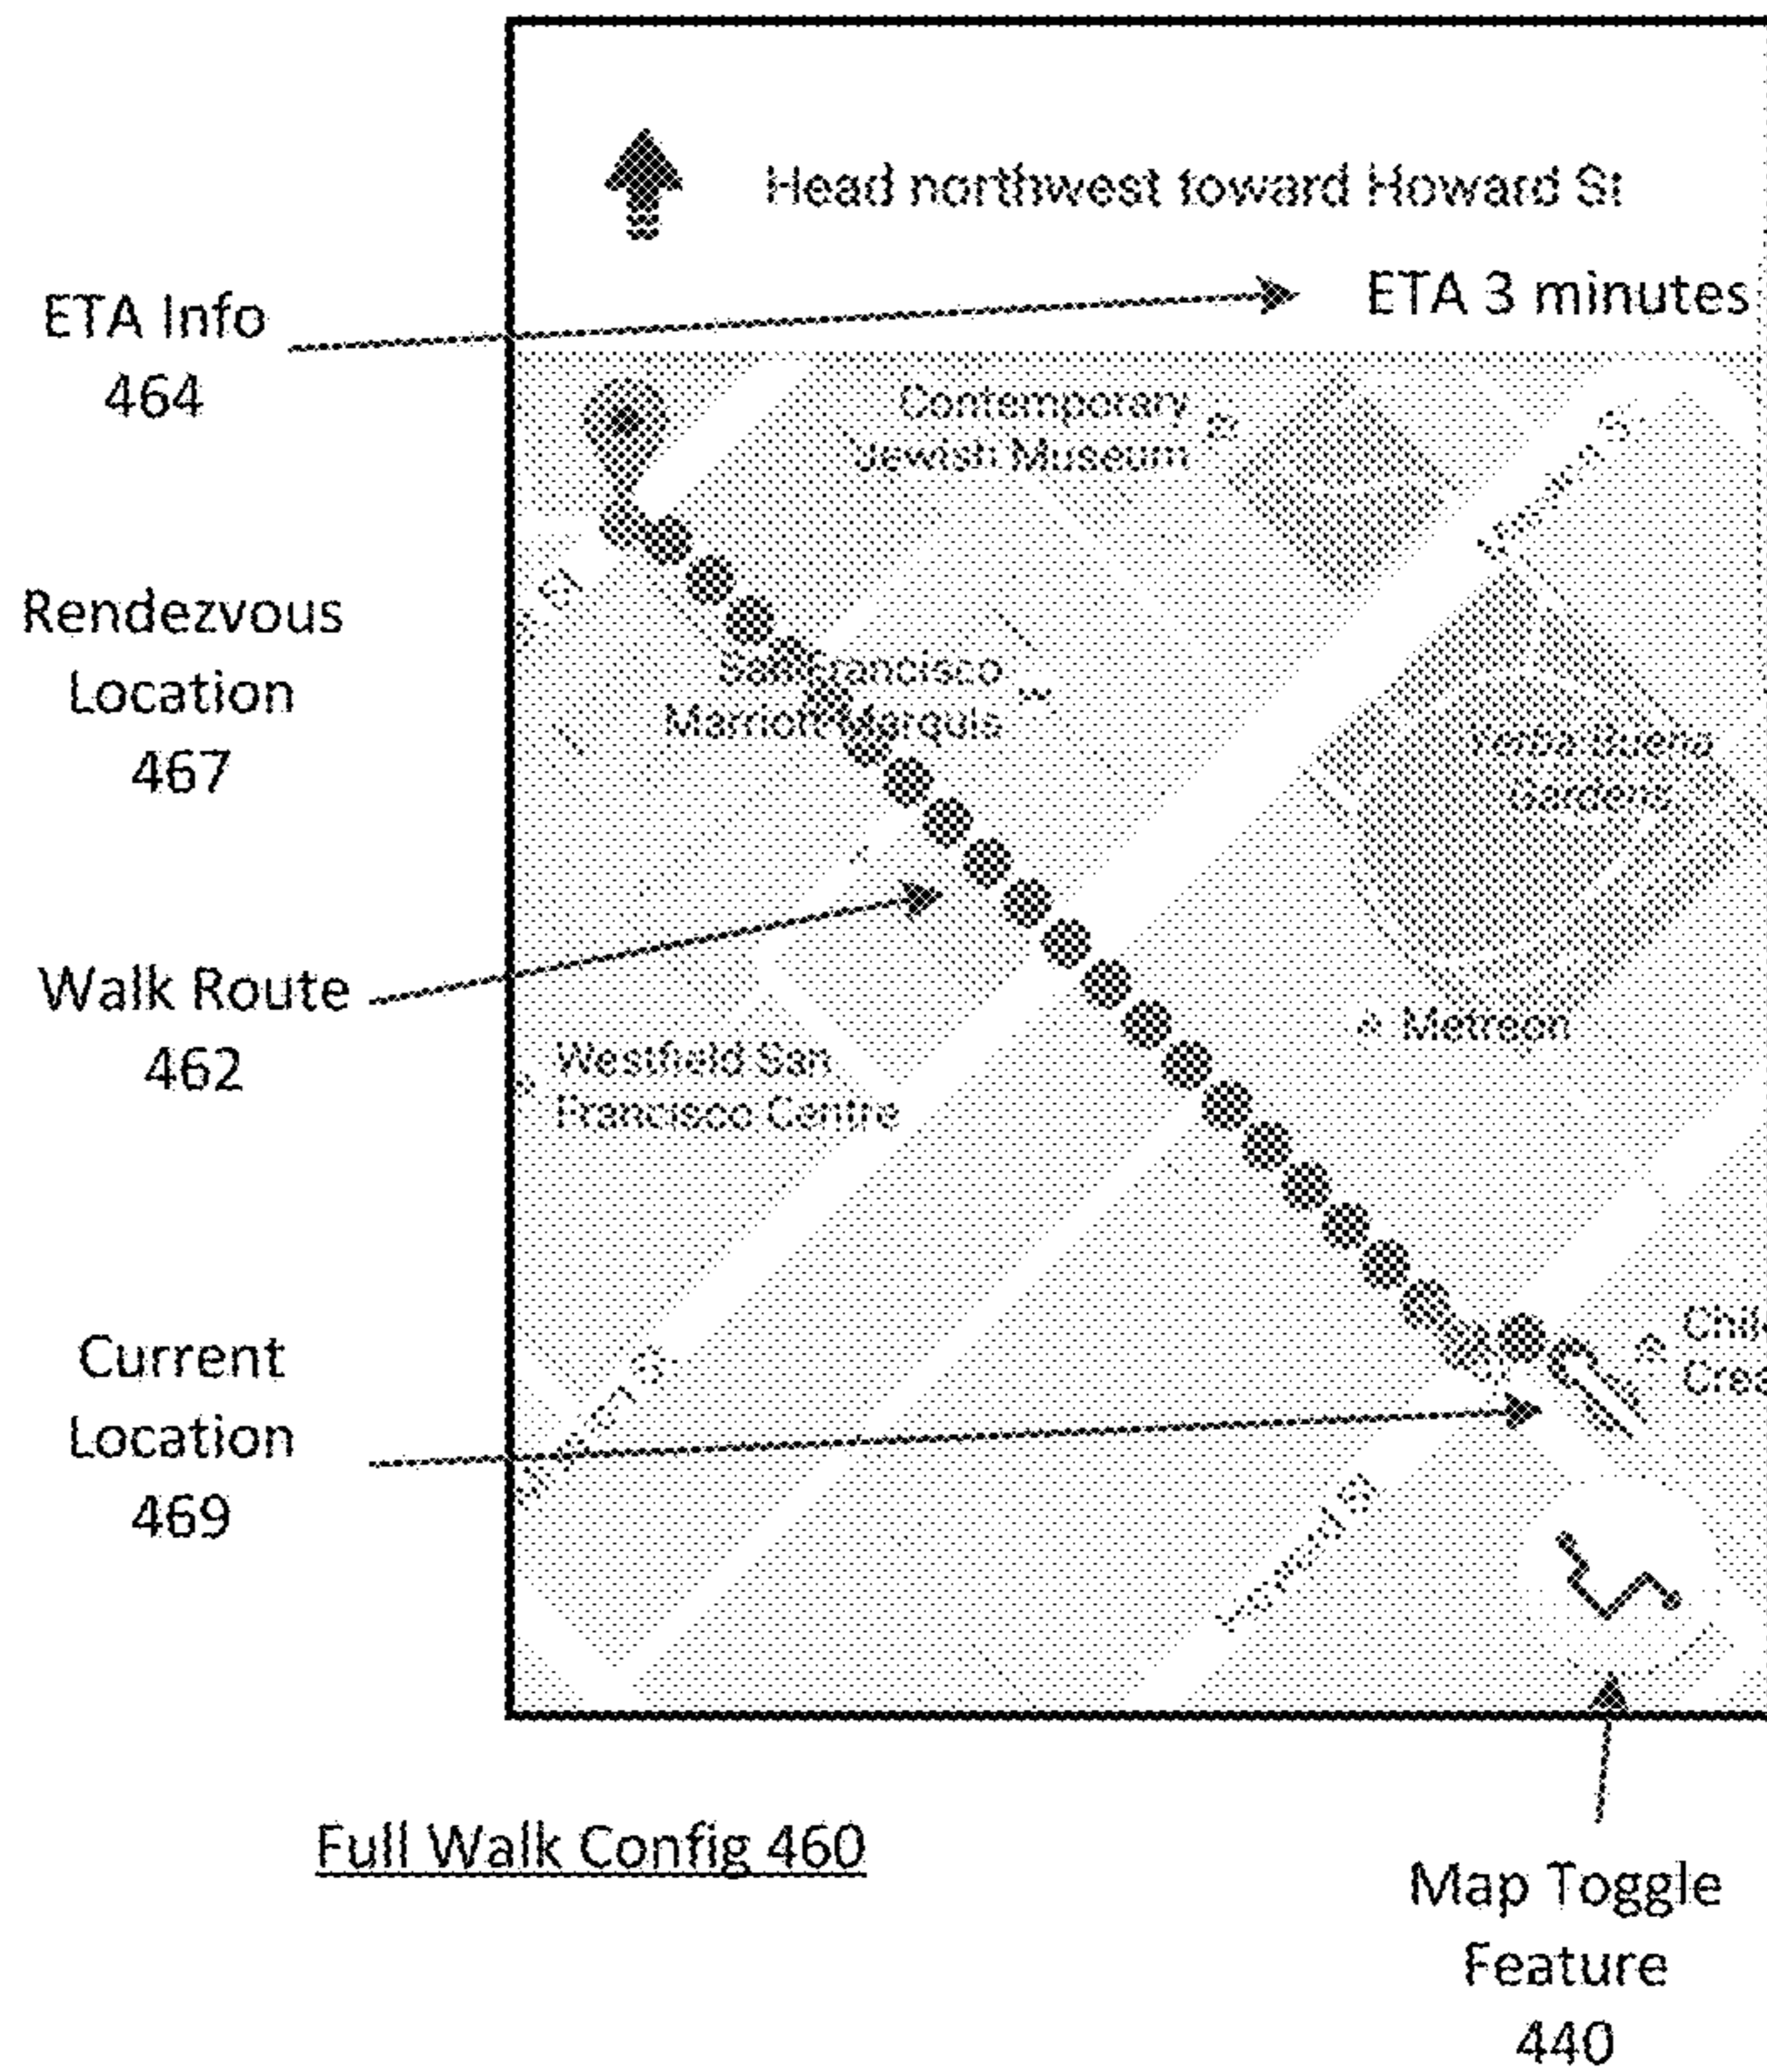 Head northwest toward Howard St
ETA 3 minutes
ETA Info
464
Contemporary
Jewish Museum
Rendezvous
Location
467
San Francisco
Marriott Marquis
Yerba Buena
Gardens
Walk Route
462
Metreon
Westfield San
Francisco Centre
Current
Location
469
Howard St
Full Walk Config 460
Map Toggle
Feature
440